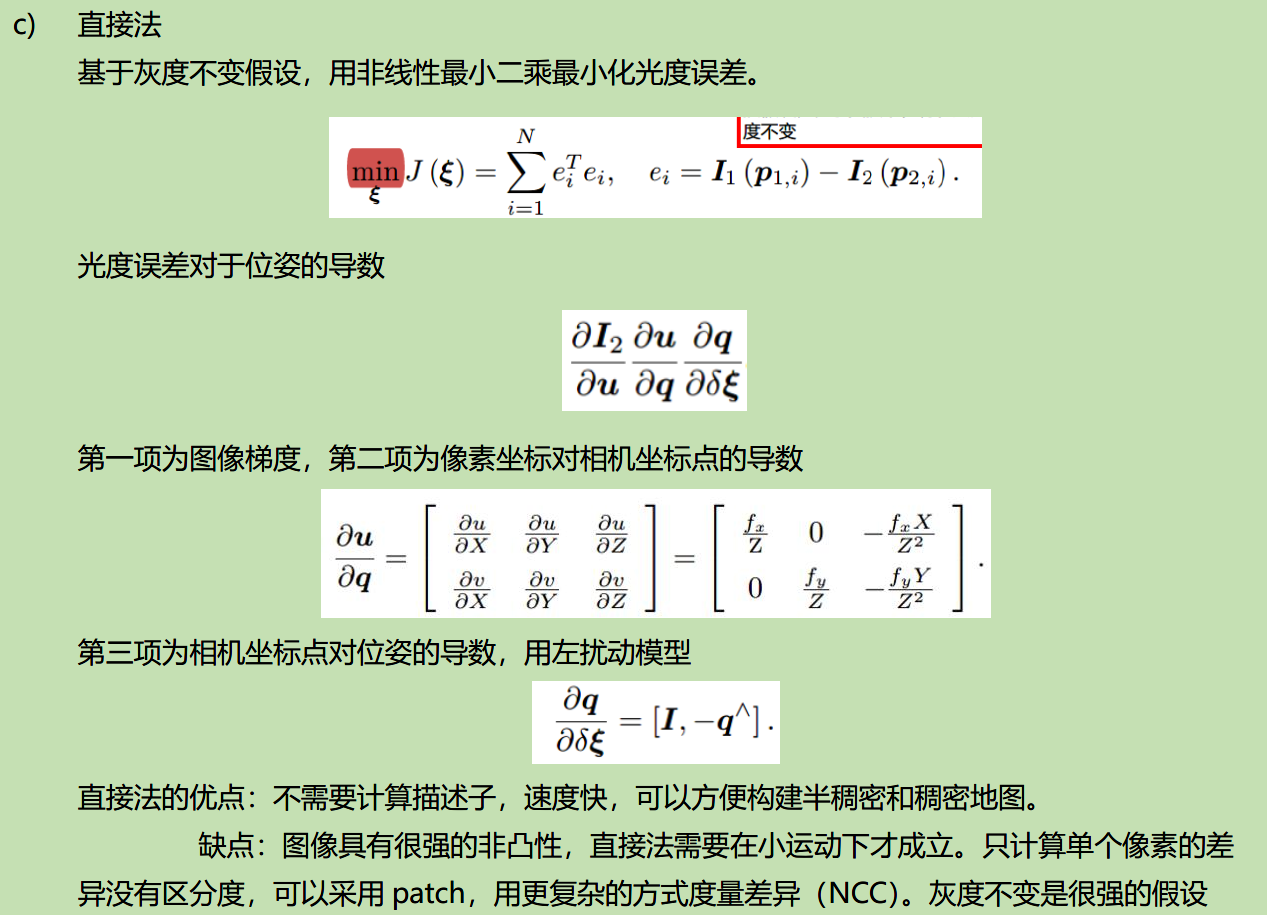 c) 直接法
基于灰度不变假设，用非线性最小二乘最小化光度误差。
度不变
$\min_{\boldsymbol{\xi}} J(\boldsymbol{\xi}) = \sum_{i=1}^{N} e_i^T e_i, \quad e_i = \boldsymbol{I}_1(\boldsymbol{p}_{1,i}) - \boldsymbol{I}_2(\boldsymbol{p}_{2,i}).$
光度误差对于位姿的导数
$\frac{\partial \boldsymbol{I}_2}{\partial \boldsymbol{u}} \frac{\partial \boldsymbol{u}}{\partial \boldsymbol{q}} \frac{\partial \boldsymbol{q}}{\partial \delta \boldsymbol{\xi}}$
第一项为图像梯度，第二项为像素坐标对相机坐标点的导数
$\frac{\partial \boldsymbol{u}}{\partial \boldsymbol{q}} = \begin{bmatrix} \frac{\partial u}{\partial X} & \frac{\partial u}{\partial Y} & \frac{\partial u}{\partial Z} \\ \frac{\partial v}{\partial X} & \frac{\partial v}{\partial Y} & \frac{\partial v}{\partial Z} \end{bmatrix} = \begin{bmatrix} \frac{f_x}{Z} & 0 & -\frac{f_x X}{Z^2} \\ 0 & \frac{f_y}{Z} & -\frac{f_y Y}{Z^2} \end{bmatrix}.$
第三项为相机坐标点对位姿的导数，用左扰动模型
$\frac{\partial \boldsymbol{q}}{\partial \delta \boldsymbol{\xi}} = [\boldsymbol{I}, -\boldsymbol{q}^{\wedge}].$
直接法的优点：不需要计算描述子，速度快，可以方便构建半稠密和稠密地图。
缺点：图像具有很强的非凸性，直接法需要在小运动下才成立。只计算单个像素的差
异没有区分度，可以采用 patch，用更复杂的方式度量差异（NCC）。灰度不变是很强的假设